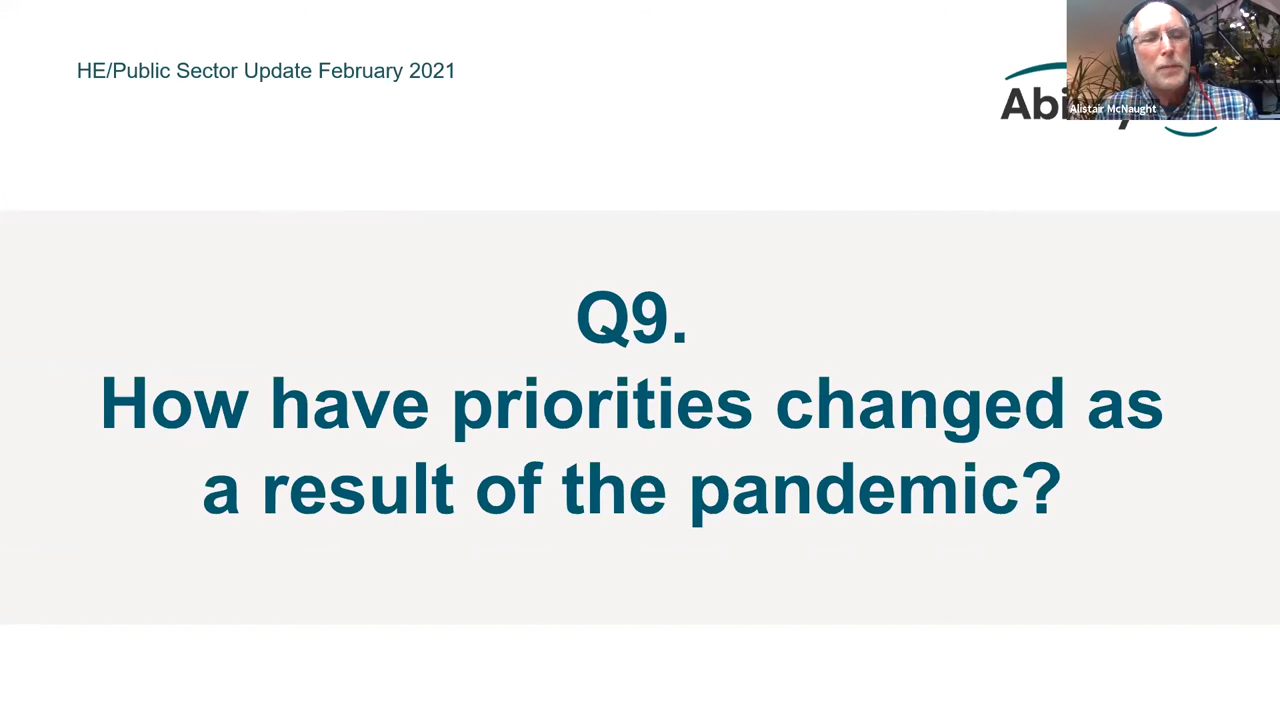 HE/Public Sector Update February 2021
Alistair McNaught
Q9.
How have priorities changed as
a result of the pandemic?